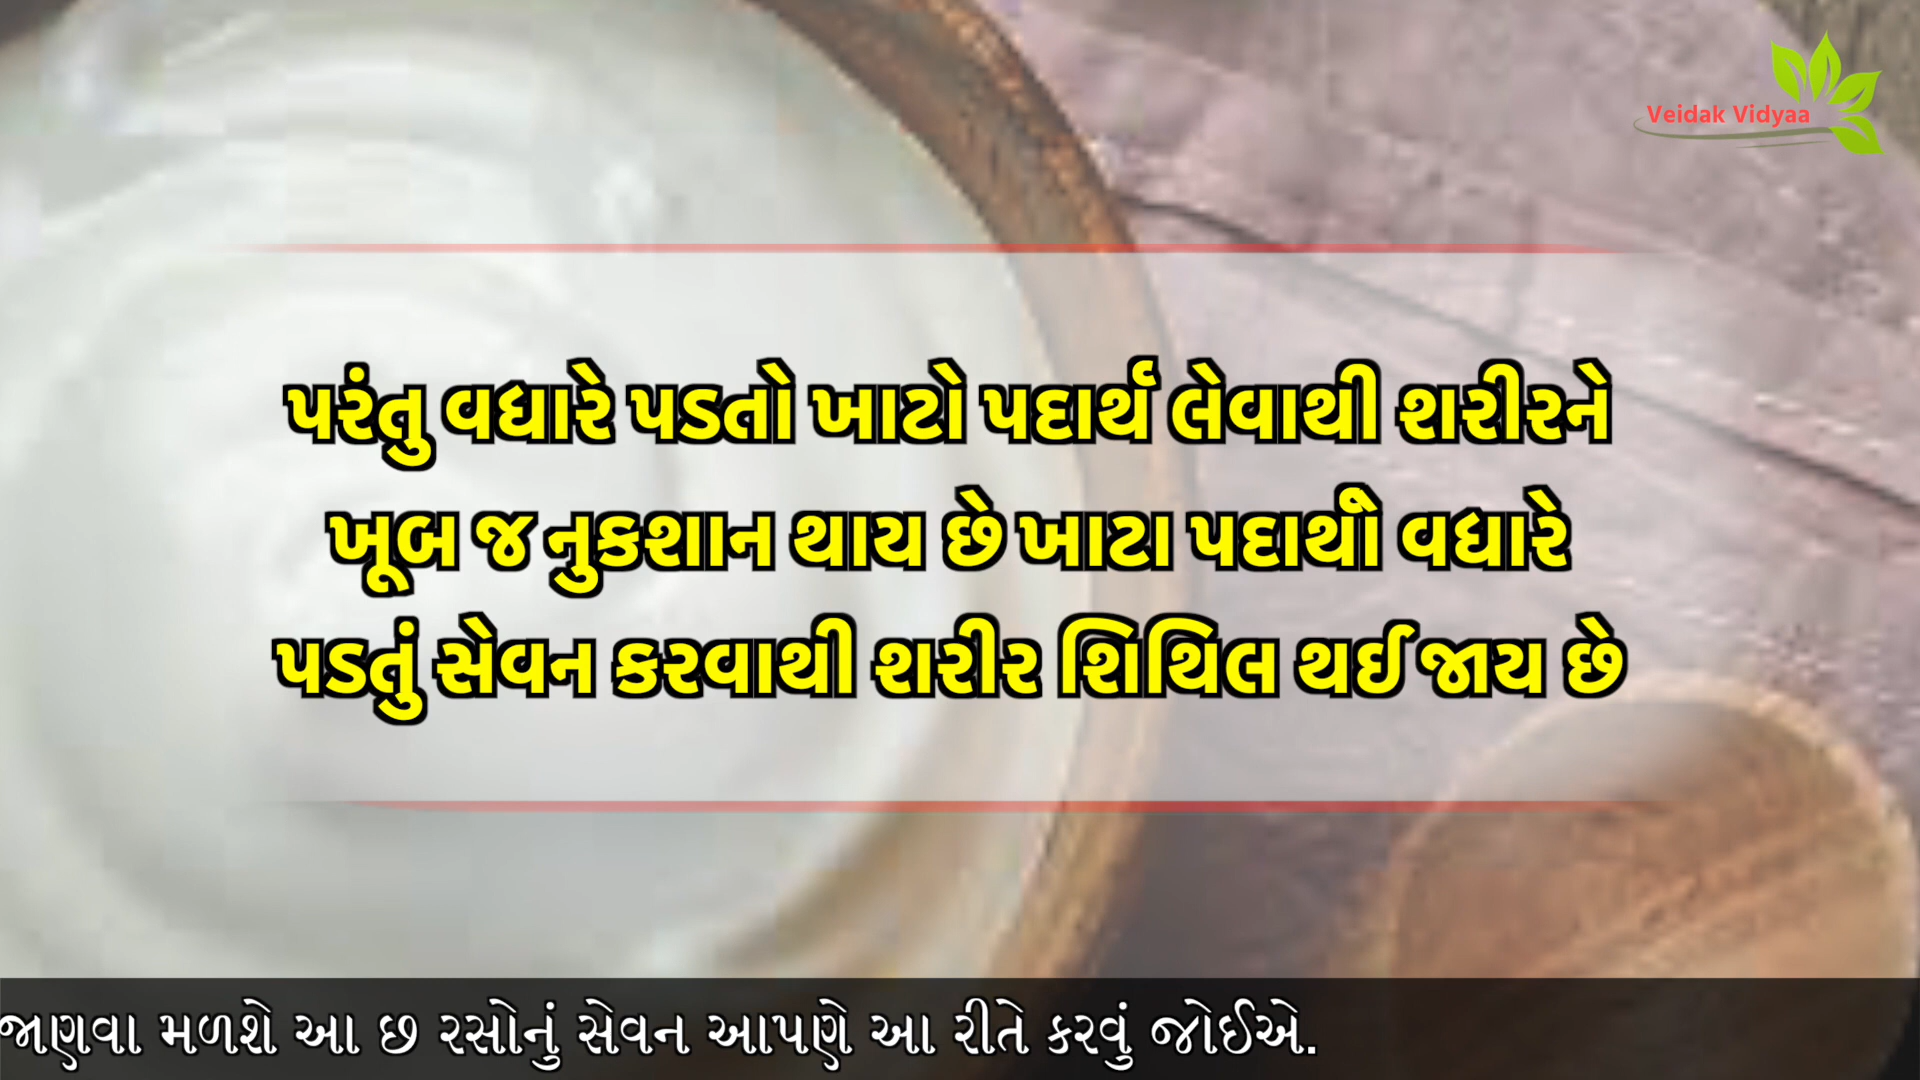 Veidak Vidyaa
પરંતુ વધારે પડતો ખાટો પદાર્થ લેવાથી શરીરને
ખૂબ જ નુકશાન થાય છે ખાટા પદાર્થો વધારે
પડતું સેવન કરવાથી શરીર શિથિલ થઈ જાય છે
જાણવા મળશે આ છ રસોનું સેવન આપણે આ રીતે કરવું જોઈએ.